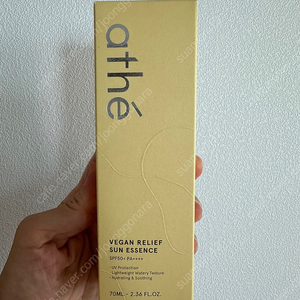 athé
VEGAN RELIEF
SUN ESSENCE
SPF50+ PA++++
UV Protection
Lightweight Watery Texture
Hydrating & Soothing
70ML – 2.36 FL.OZ.